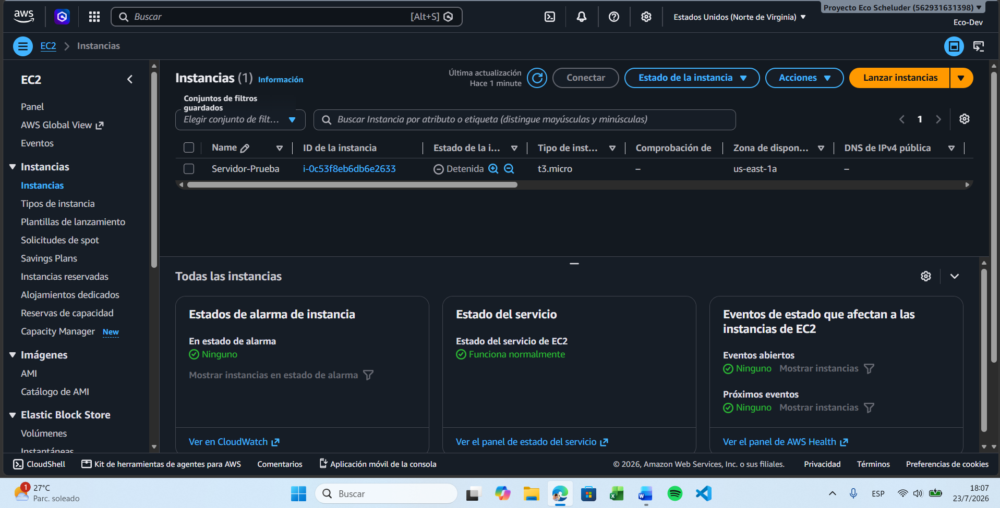 aws
Buscar
[Alt+S]
Estados Unidos (Norte de Virginia)
Proyecto Eco Scheluder (562931631398)
Eco-Dev
EC2
Instancias
EC2
Panel
AWS Global View
Eventos
Instancias
Instancias
Tipos de instancia
Plantillas de lanzamiento
Solicitudes de spot
Savings Plans
Instancias reservadas
Alojamientos dedicados
Reservas de capacidad
Capacity Manager New
Imágenes
AMI
Catálogo de AMI
Elastic Block Store
Volúmenes
Instantáneas
Instancias (1) Información
Última actualización
Hace 1 minute
Conectar
Estado de la instancia
Acciones
Lanzar instancias
Conjuntos de filtros
guardados
Elegir conjunto de filt...
Buscar Instancia por atributo o etiqueta (distingue mayúsculas y minúsculas)
1
Name
ID de la instancia
Estado de la i...
Tipo de inst...
Comprobación de
Zona de dispon...
DNS de IPv4 pública
Servidor-Prueba
i-0c53f8eb6db6e2633
Detenida
t3.micro
–
us-east-1a
–
Todas las instancias
Estados de alarma de instancia
En estado de alarma
Ninguno
Mostrar instancias en estado de alarma
Ver en CloudWatch
Estado del servicio
Estado del servicio de EC2
Funciona normalmente
Ver el panel de estado del servicio
Eventos de estado que afectan a las
instancias de EC2
Eventos abiertos
Ninguno Mostrar instancias
Próximos eventos
Ninguno Mostrar instancias
Ver el panel de AWS Health
CloudShell
Kit de herramientas de agentes para AWS
Comentarios
Aplicación móvil de la consola
© 2026, Amazon Web Services, Inc. o sus filiales.
Privacidad
Términos
Preferencias de cookies
1
27°C
Parc. soleado
Buscar
ESP
18:07
23/7/2026